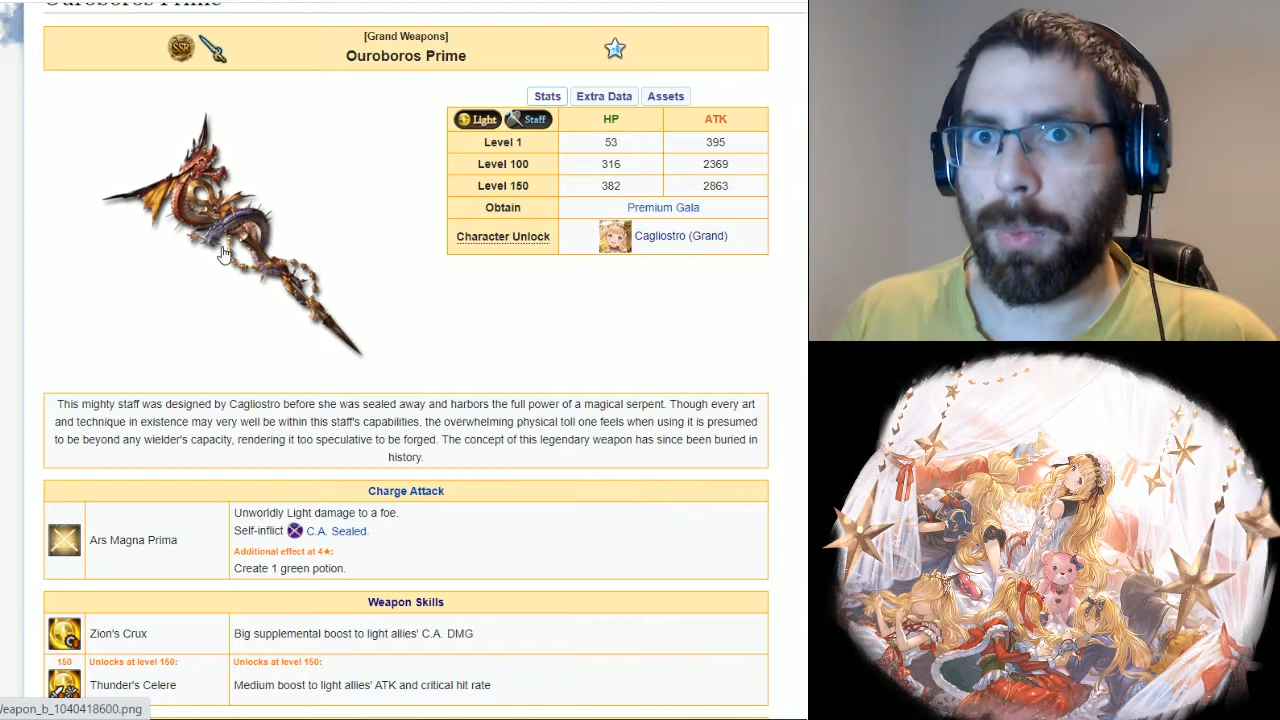 Ouroboros Prime
[Grand Weapons]
SSR
Ouroboros Prime
Stats Extra Data Assets
Light Staff HP ATK
Level 1 53 395
Level 100 316 2369
Level 150 382 2863
Obtain Premium Gala
Character Unlock Cagliostro (Grand)
This mighty staff was designed by Cagliostro before she was sealed away and harbors the full power of a magical serpent. Though every art
and technique in existence may very well be within this staff's capabilities, the overwhelming physical toll one feels when using it is presumed
to be beyond any wielder's capacity, rendering it too speculative to be forged. The concept of this legendary weapon has since been buried in
history.
Charge Attack
Ars Magna Prima
Unworldly Light damage to a foe.
Self-inflict C.A. Sealed.
Additional effect at 4★:
Create 1 green potion.
Weapon Skills
Zion's Crux Big supplemental boost to light allies' C.A. DMG
150 Unlocks at level 150: Unlocks at level 150:
Thunder's Celere Medium boost to light allies' ATK and critical hit rate
Weapon_b_1040418600.png